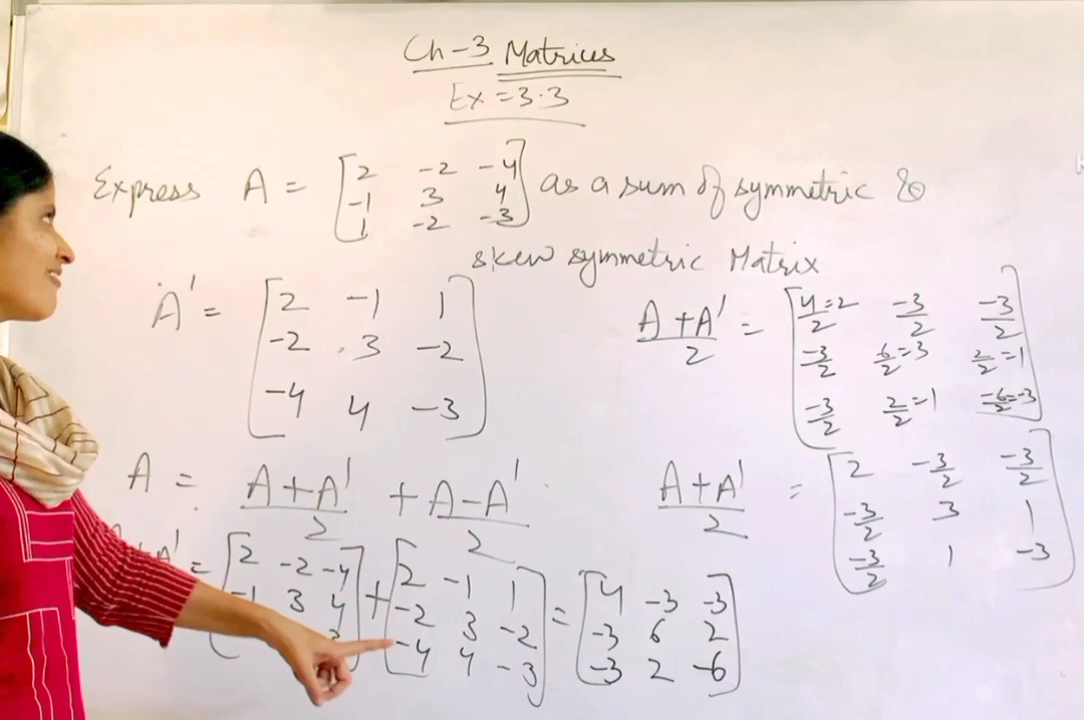 Ch-3 Matrices
Ex = 3.3
Express A = [2 -2 -4
-1 3 4
1 -2 -3] as a sum of symmetric &
skew symmetric Matrix
A' = [2 -1 1
-2 3 -2
-4 4 -3]
A+A'/2 = [4/2=2 -3/2 -3/2
-3/2 6/2=3 2/2=1
-3/2 2/2=1 -6/2=-3]
A = A+A'/2 + A-A'/2
A+A'/2 = [2 -3/2 -3/2
-3/2 3 1
-3/2 1 -3]
+A' = [2 -2 -4
-1 3 4
] + [2 -1 1
-2 3 -2
-4 4 -3] = [4 -3 -3
-3 6 2
-3 2 -6]